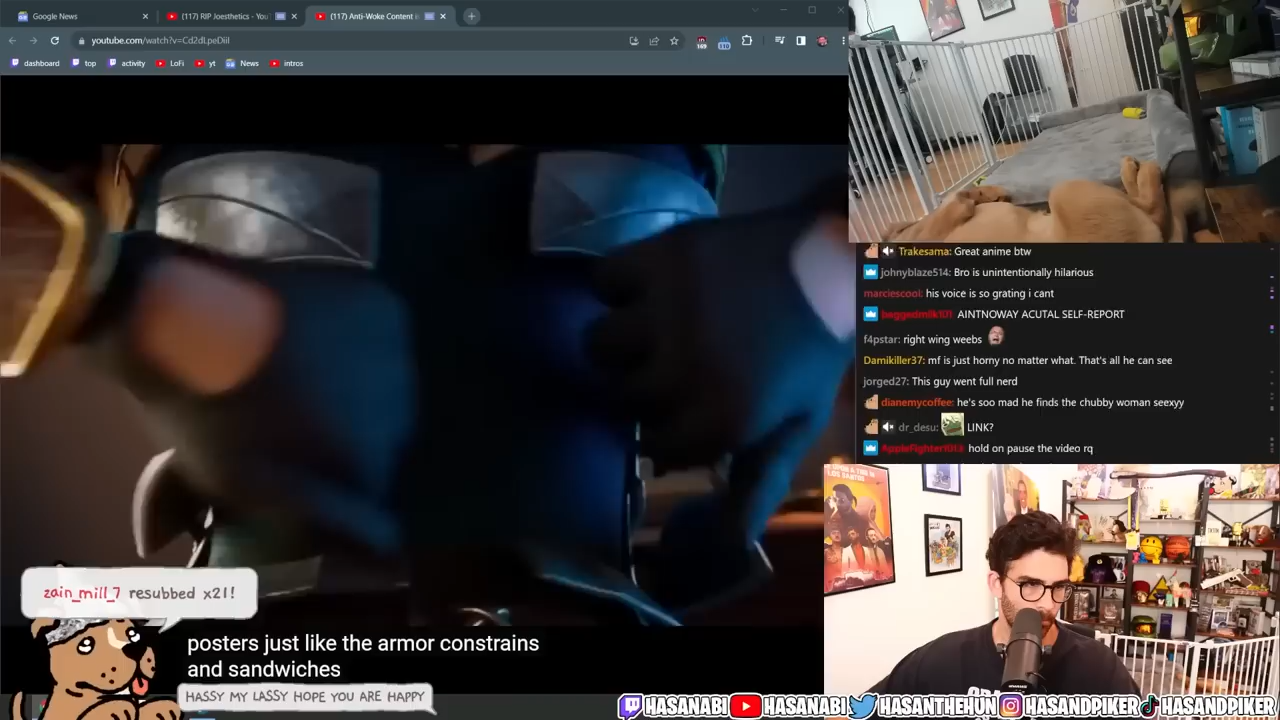 Google News
(117) RIP Joesthetics - You
(117) Anti-Woke Content i
youtube.com/watch?v=Cd2dLpeDiiI
169
110
dashboard
top
activity
LoFi
yt
News
intros
Trakesama: Great anime btw
johnyblaze514: Bro is unintentionally hilarious
marciescool: his voice is so grating i cant
baggedmilk101 AINTNOWAY ACUTAL SELF-REPORT
f4pstar: right wing weebs
Damikiller37: mf is just horny no matter what. That's all he can see
jorged27: This guy went full nerd
dianemycoffee: he's soo mad he finds the chubby woman seexyy
dr_desu: LINK?
hold on pause the video rq
zain_mill_7 resubbed x21!
posters just like the armor constrains
and sandwiches
HASSY MY LASSY HOPE YOU ARE HAPPY
HASANABI HASANABI HASANTHEHUN HASANDPIKER HASANDPIKER